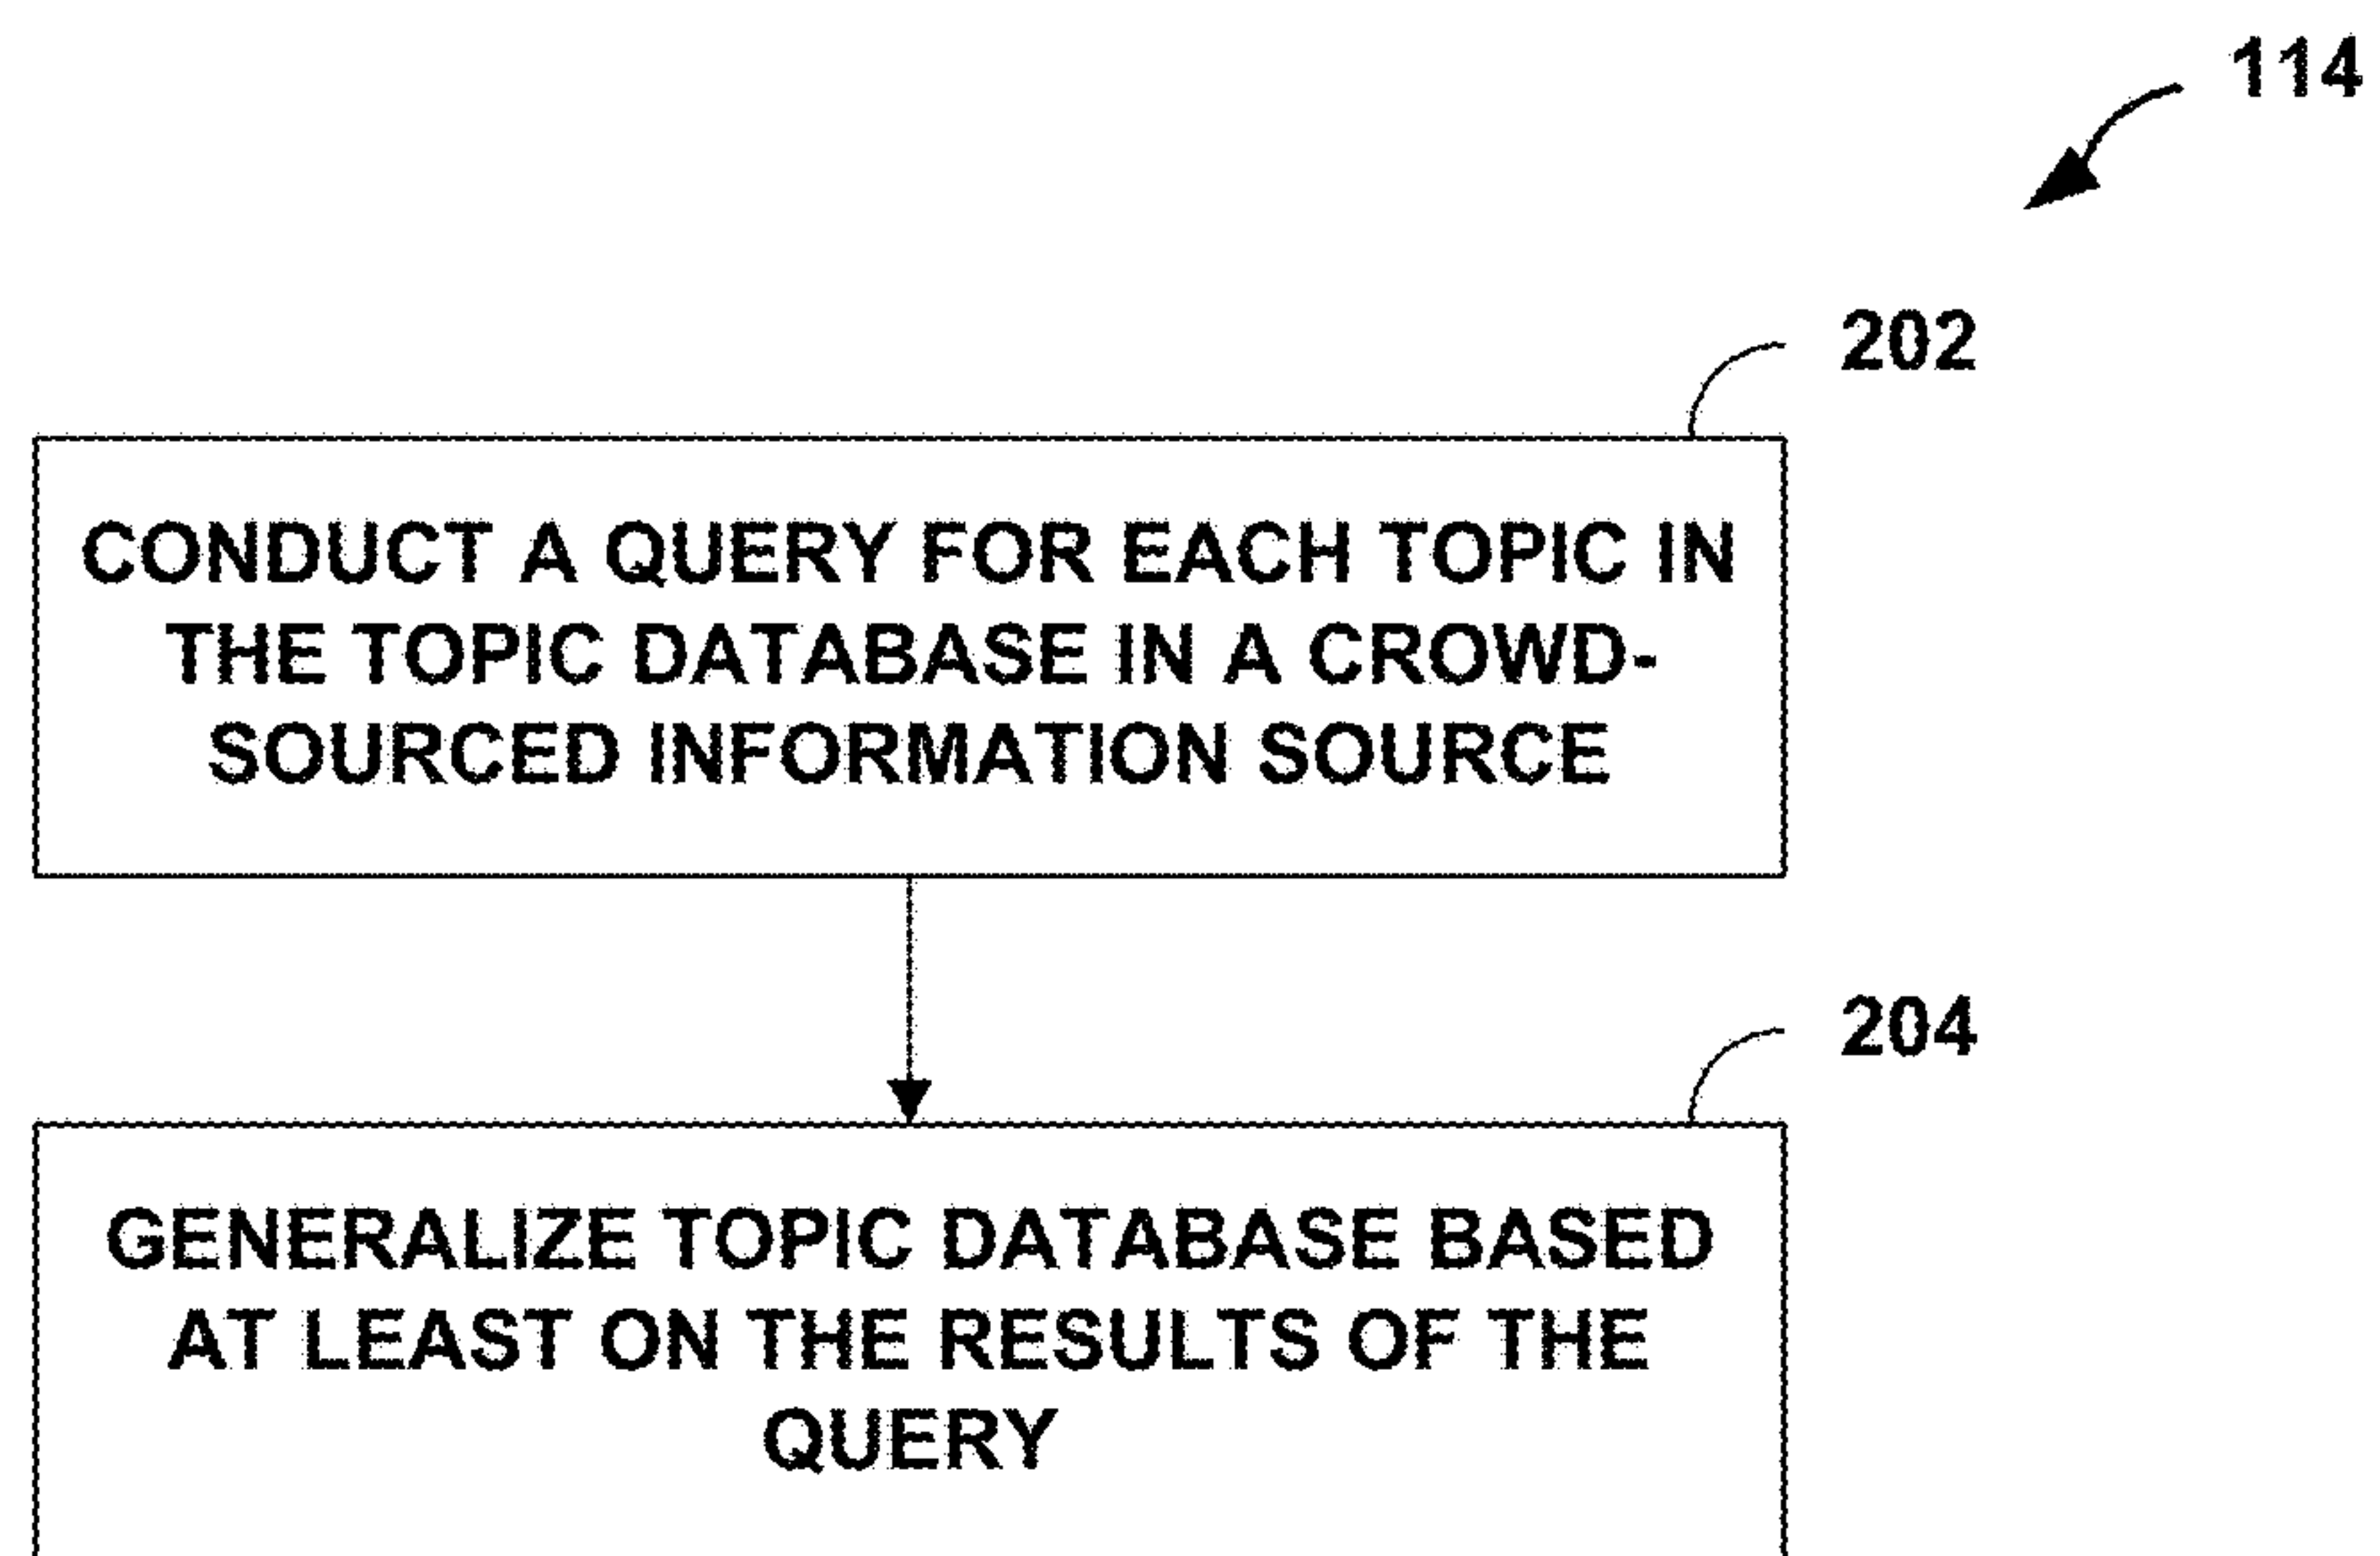 114
202
CONDUCT A QUERY FOR EACH TOPIC IN
THE TOPIC DATABASE IN A CROWD-
SOURCED INFORMATION SOURCE
204
GENERALIZE TOPIC DATABASE BASED
AT LEAST ON THE RESULTS OF THE
QUERY